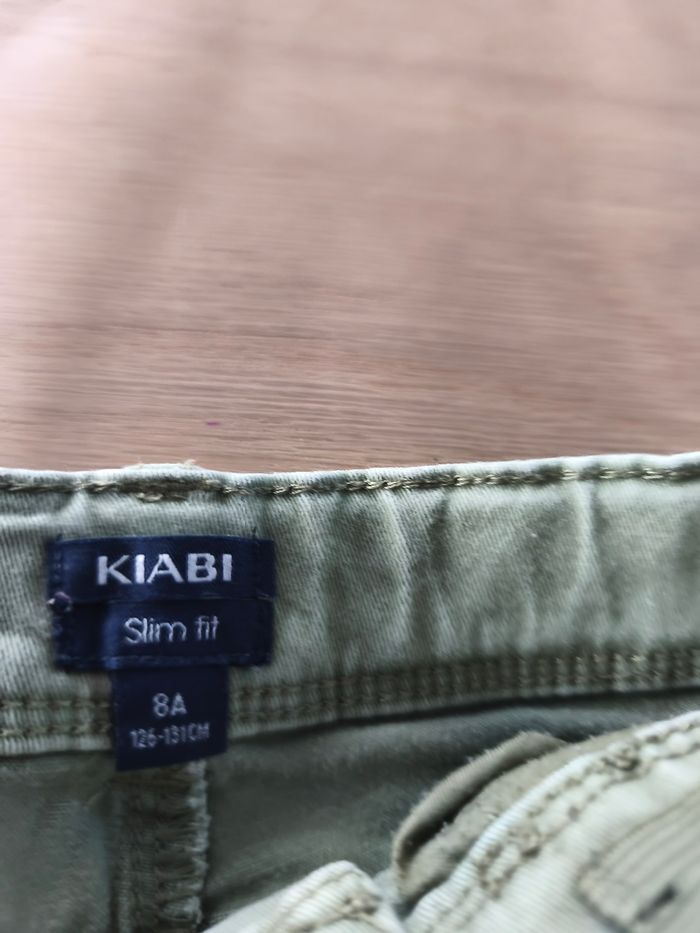 KIABI
Slim fit
8A
126-131CM